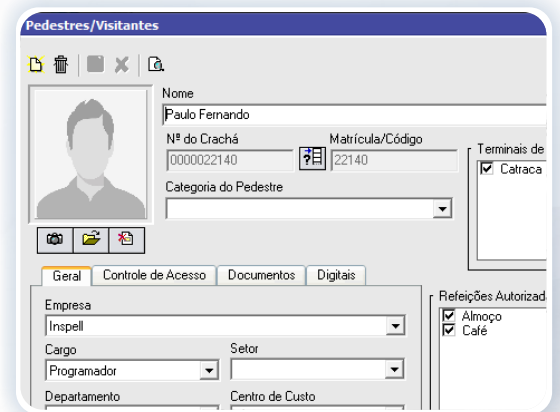 Pedestres/Visitantes
Nome
Paulo Fernando
Nº do Crachá
Matrícula/Código
0000022140
22140
Categoria do Pedestre
Terminais de
Catraca
Geral
Controle de Acesso
Documentos
Digitais
Empresa
Inspell
Cargo
Setor
Programador
Departamento
Centro de Custo
Refeições Autorizad
Almoço
Café